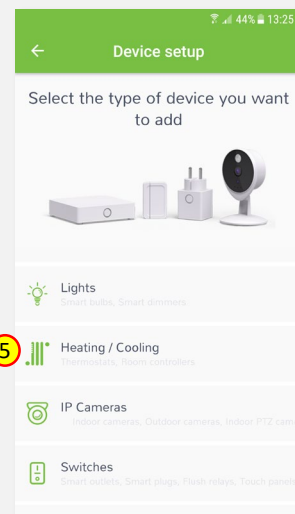 44% 13:25
Device setup
Select the type of device you want
to add
Lights
Smart bulbs, Smart dimmers
5
Heating / Cooling
Thermostats, Room controllers
IP Cameras
Indoor cameras, Outdoor cameras, Indoor PTZ cam
Switches
Smart outlets, Smart plugs, Flush relays, Touch panels